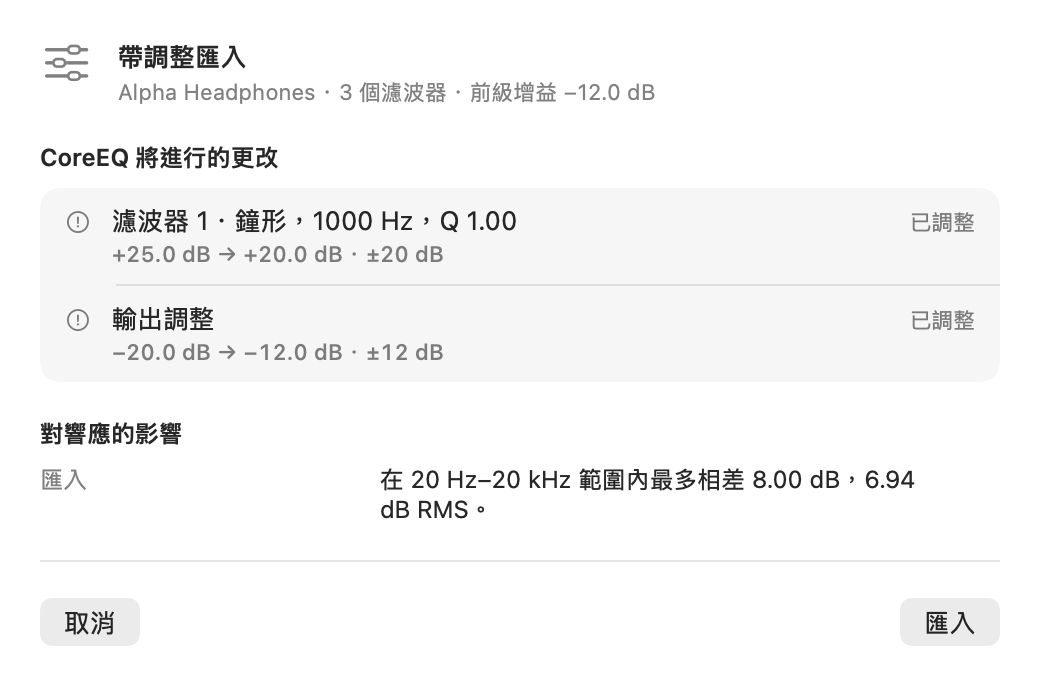 帶調整匯入
Alpha Headphones · 3 個濾波器 · 前級增益 −12.0 dB
CoreEQ 將進行的更改
濾波器 1 · 鐘形，1000 Hz，Q 1.00
已調整
+25.0 dB → +20.0 dB · ±20 dB
輸出調整
已調整
−20.0 dB → −12.0 dB · ±12 dB
對響應的影響
匯入
在 20 Hz–20 kHz 範圍內最多相差 8.00 dB，6.94
dB RMS。
取消
匯入